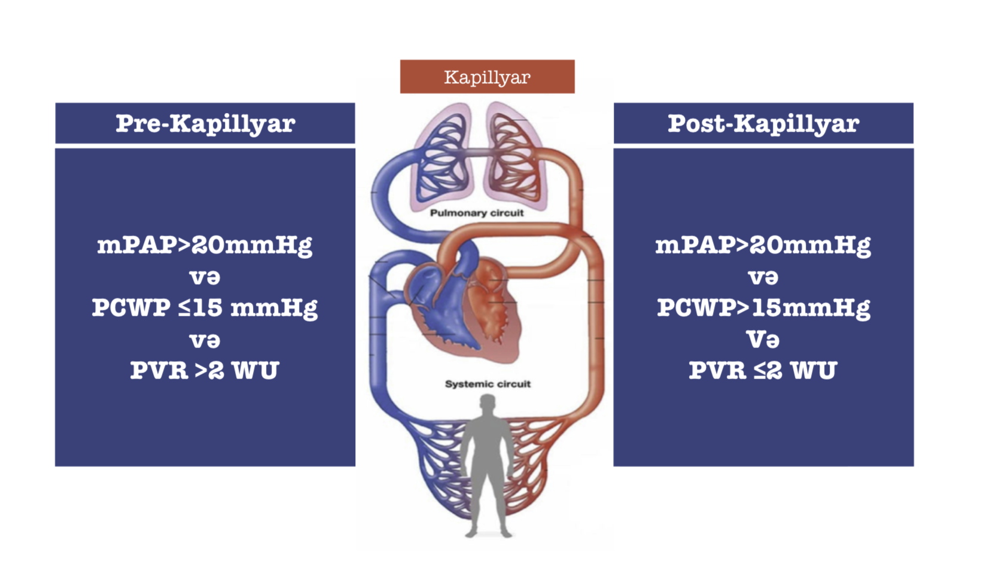 Kapillyar
Pre-Kapillyar
mPAP>20mmHg
və
PCWP ≤15 mmHg
və
PVR >2 WU
Pulmonary circuit
Systemic circuit
Post-Kapillyar
mPAP>20mmHg
və
PCWP>15mmHg
Və
PVR ≤2 WU